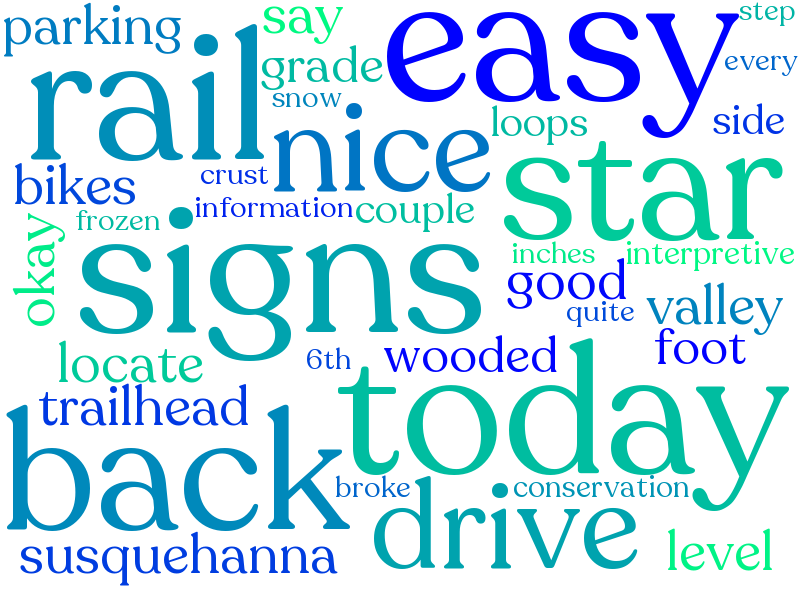 parking
say
easy
step
rail
grade
every
snow
nice
loops
side
bikes
crust
star
information
couple
frozen
okay
signs
inches
interpretive
good
quite
valley
locate
6th
wooded
foot
trailhead
today
back
broke
drive
conservation
susquehanna
level